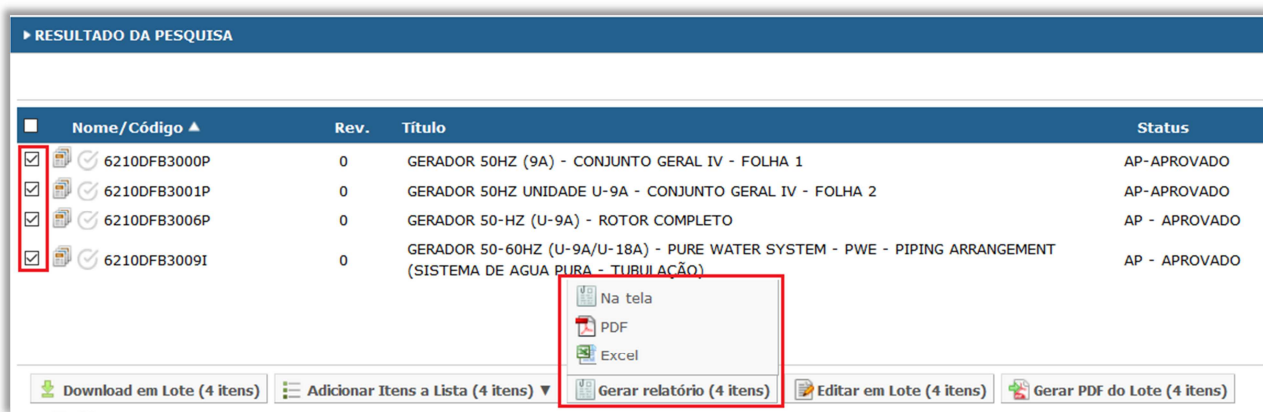 RESULTADO DA PESQUISA
Nome/Código ▲ Rev. Título Status
6210DFB3000P 0 GERADOR 50HZ (9A) - CONJUNTO GERAL IV - FOLHA 1 AP-APROVADO
6210DFB3001P 0 GERADOR 50HZ UNIDADE U-9A - CONJUNTO GERAL IV - FOLHA 2 AP-APROVADO
6210DFB3006P 0 GERADOR 50-HZ (U-9A) - ROTOR COMPLETO AP - APROVADO
6210DFB3009I 0 GERADOR 50-60HZ (U-9A/U-18A) - PURE WATER SYSTEM - PWE - PIPING ARRANGEMENT AP - APROVADO
(SISTEMA DE AGUA PURA - TUBULAÇÃO)
Na tela
PDF
Excel
Download em Lote (4 itens) Adicionar Itens a Lista (4 itens) ▼ Gerar relatório (4 itens) Editar em Lote (4 itens) Gerar PDF do Lote (4 itens)